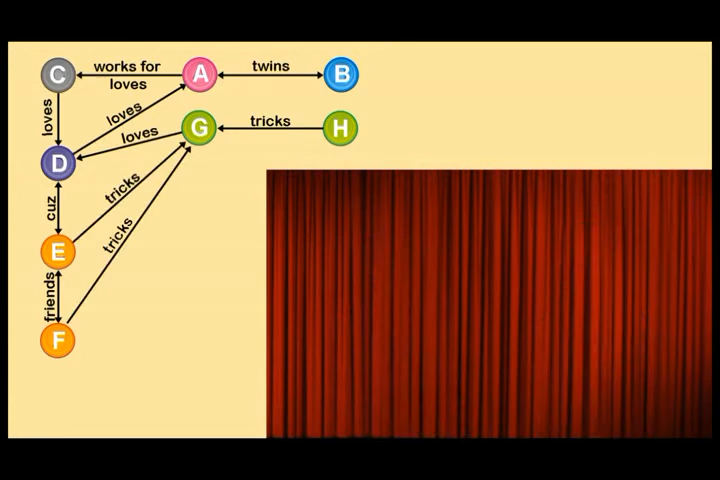 C
works for
loves
A
twins
B
loves
loves
loves
G
tricks
H
D
cuz
tricks
tricks
E
friends
F